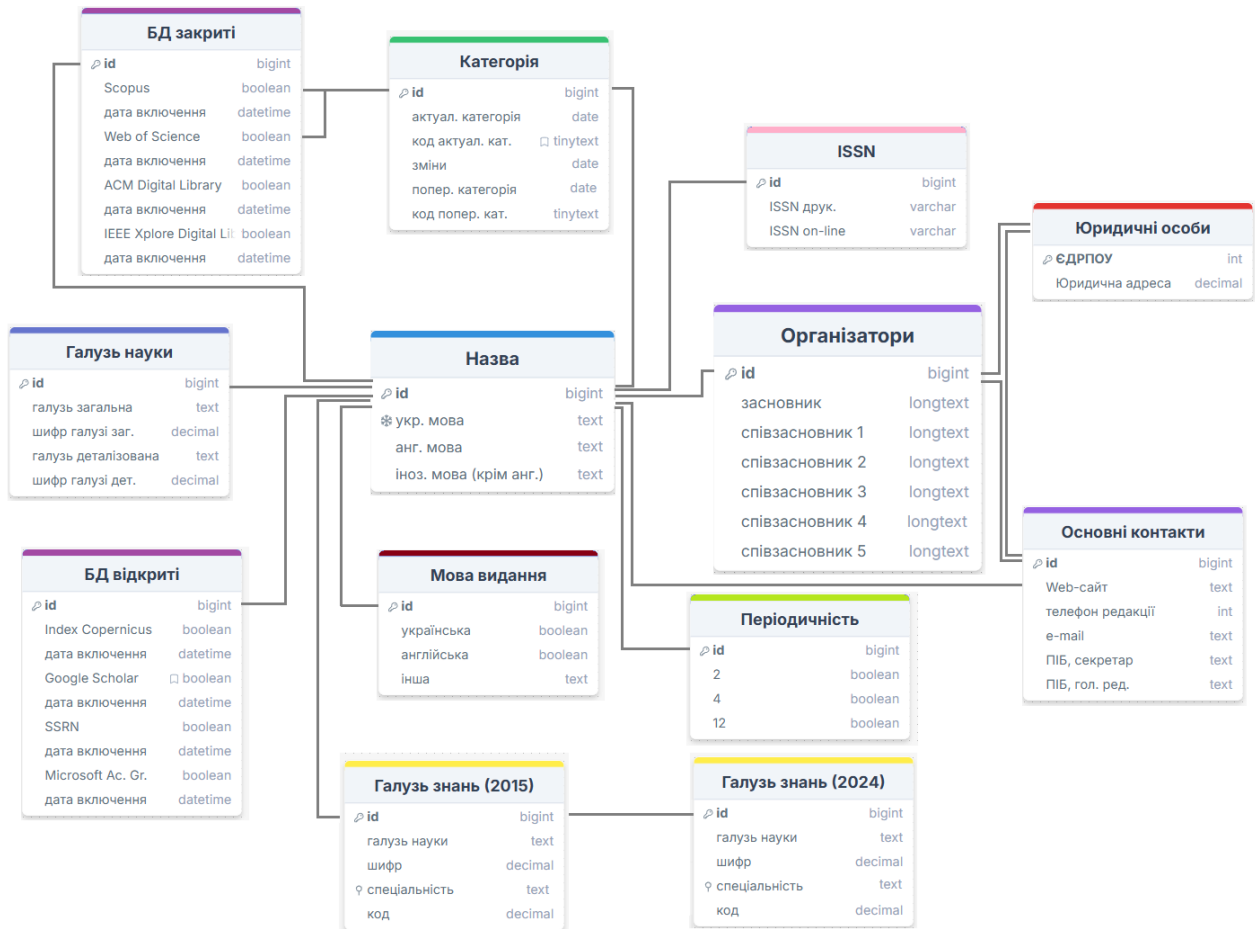 БД закриті
id bigint
Scopus boolean
дата включення datetime
Web of Science boolean
дата включення datetime
ACM Digital Library boolean
дата включення datetime
IEEE Xplore Digital Li boolean
дата включення datetime
Категорія
id bigint
актуал. категорія date
код актуал. кат. tinytext
зміни date
попер. категорія date
код попер. кат. tinytext
ISSN
id bigint
ISSN друк. varchar
ISSN on-line varchar
Юридичні особи
ЄДРПОУ int
Юридична адреса decimal
Галузь науки
id bigint
галузь загальна text
шифр галузі заг. decimal
галузь деталізована text
шифр галузі дет. decimal
Назва
id bigint
укр. мова text
анг. мова text
іноз. мова (крім анг.) text
Організатори
id bigint
засновник longtext
співзасновник 1 longtext
співзасновник 2 longtext
співзасновник 3 longtext
співзасновник 4 longtext
співзасновник 5 longtext
Основні контакти
id bigint
Web-сайт text
телефон редакції int
e-mail text
ПІБ, секретар text
ПІБ, гол. ред. text
БД відкриті
id bigint
Index Copernicus boolean
дата включення datetime
Google Scholar boolean
дата включення datetime
SSRN boolean
дата включення datetime
Microsoft Ac. Gr. boolean
дата включення datetime
Мова видання
id bigint
українська boolean
англійська boolean
інша text
Періодичність
id bigint
2 boolean
4 boolean
12 boolean
Галузь знань (2015)
id bigint
галузь науки text
шифр decimal
спеціальність text
код decimal
Галузь знань (2024)
id bigint
галузь науки text
шифр decimal
спеціальність text
код decimal